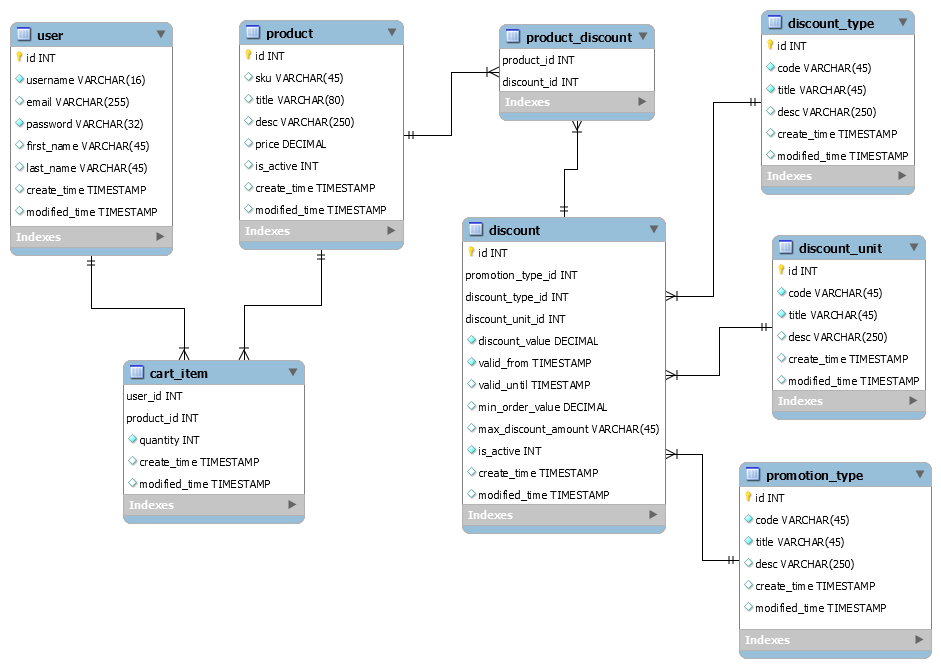 user
id INT
username VARCHAR(16)
email VARCHAR(255)
password VARCHAR(32)
first_name VARCHAR(45)
last_name VARCHAR(45)
create_time TIMESTAMP
modified_time TIMESTAMP
Indexes
product
id INT
sku VARCHAR(45)
title VARCHAR(80)
desc VARCHAR(250)
price DECIMAL
is_active INT
create_time TIMESTAMP
modified_time TIMESTAMP
Indexes
product_discount
product_id INT
discount_id INT
Indexes
discount_type
id INT
code VARCHAR(45)
title VARCHAR(45)
desc VARCHAR(250)
create_time TIMESTAMP
modified_time TIMESTAMP
Indexes
discount
id INT
promotion_type_id INT
discount_type_id INT
discount_unit_id INT
discount_value DECIMAL
valid_from TIMESTAMP
valid_until TIMESTAMP
min_order_value DECIMAL
max_discount_amount VARCHAR(45)
is_active INT
create_time TIMESTAMP
modified_time TIMESTAMP
Indexes
discount_unit
id INT
code VARCHAR(45)
title VARCHAR(45)
desc VARCHAR(250)
create_time TIMESTAMP
modified_time TIMESTAMP
Indexes
cart_item
user_id INT
product_id INT
quantity INT
create_time TIMESTAMP
modified_time TIMESTAMP
Indexes
promotion_type
id INT
code VARCHAR(45)
title VARCHAR(45)
desc VARCHAR(250)
create_time TIMESTAMP
modified_time TIMESTAMP
Indexes